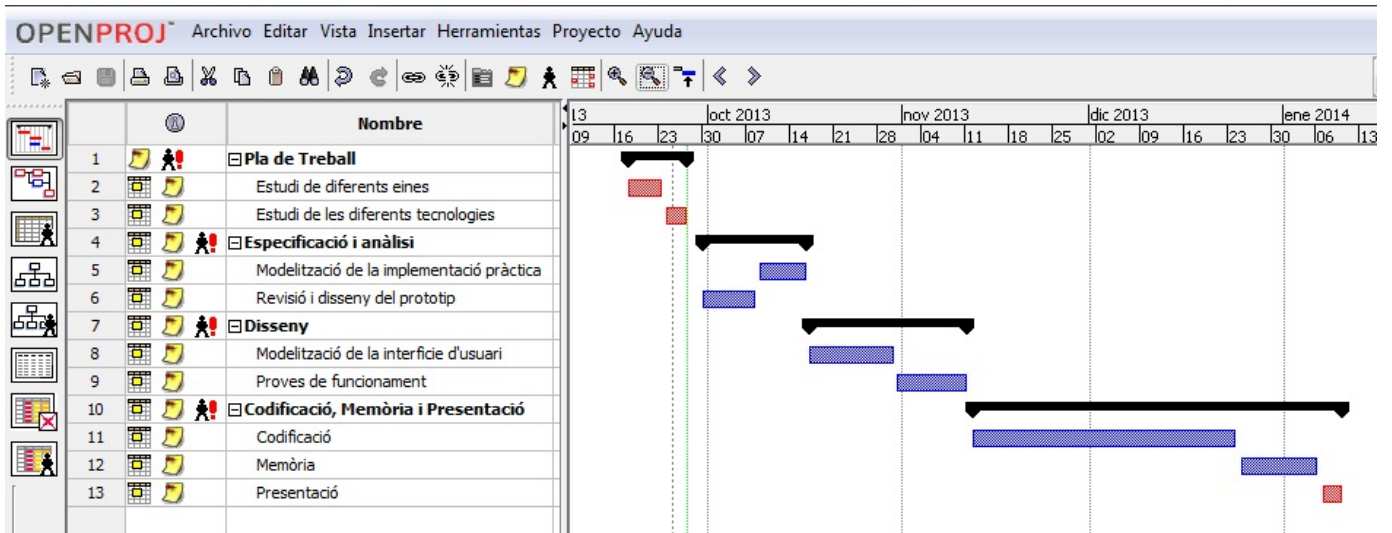 OPENPROJ™ Archivo Editar Vista Insertar Herramientas Proyecto Ayuda
Nombre
13 oct 2013 nov 2013 dic 2013 ene 2014
09 16 23 30 07 14 21 28 04 11 18 25 02 09 16 23 30 06 13
1 Pla de Treball
2 Estudi de diferents eines
3 Estudi de les diferents tecnologies
4 Especificació i anàlisi
5 Modelització de la implementació pràctica
6 Revisió i disseny del prototip
7 Disseny
8 Modelització de la interficie d'usuari
9 Proves de funcionament
10 Codificació, Memòria i Presentació
11 Codificació
12 Memòria
13 Presentació